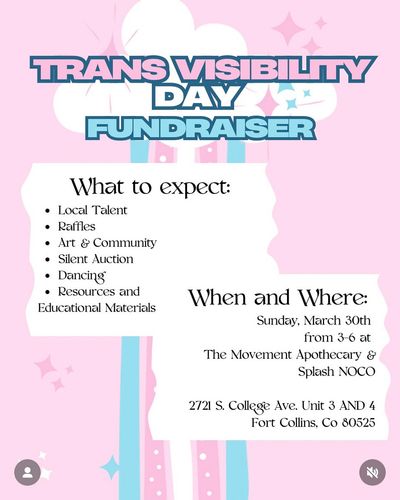 TRANS VISIBILITY
DAY
FUNDRAISER
What to expect:
• Local Talent
• Raffles
• Art & Community
• Silent Auction
• Dancing
• Resources and
Educational Materials
When and Where:
Sunday, March 30th
from 3-6 at
The Movement Apothecary &
Splash NOCO
2721 S. College Ave. Unit 3 AND 4
Fort Collins, Co 80525